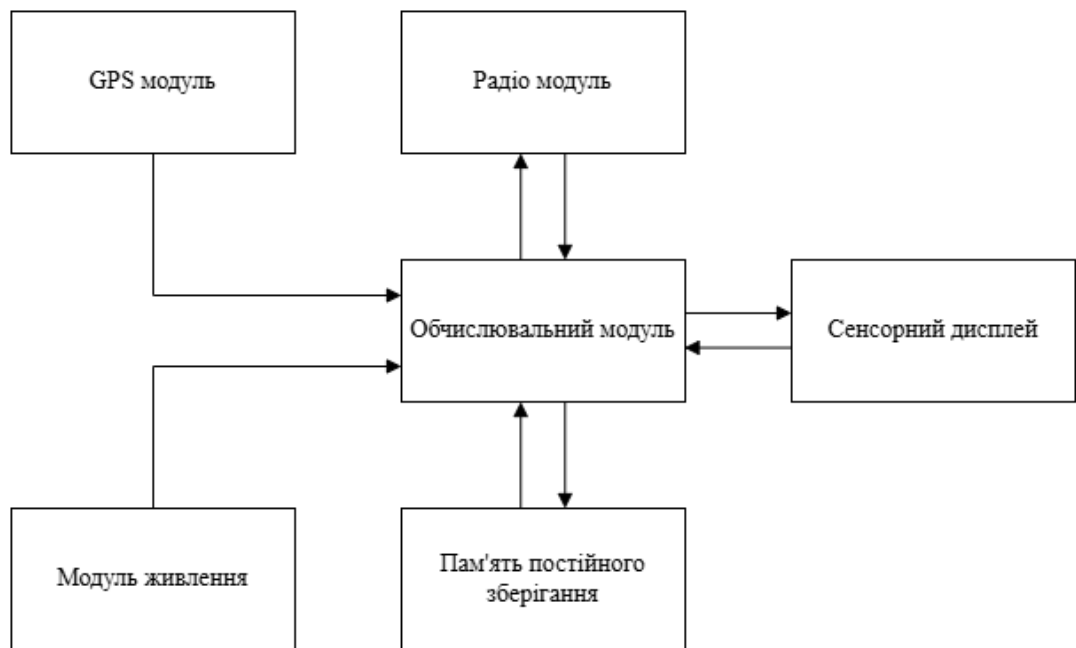 GPS модуль
Радіо модуль
Обчислювальний модуль
Сенсорний дисплей
Модуль живлення
Пам'ять постійного
зберігання